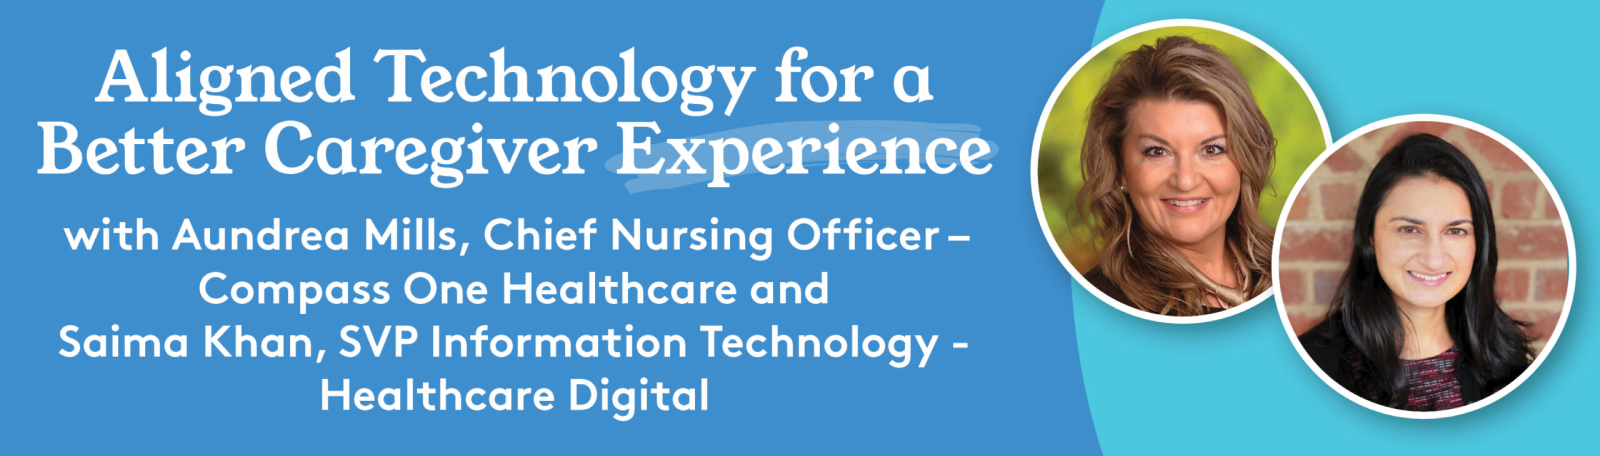 Aligned Technology for a
Better Caregiver Experience
with Aundrea Mills, Chief Nursing Officer –
Compass One Healthcare and
Saima Khan, SVP Information Technology -
Healthcare Digital